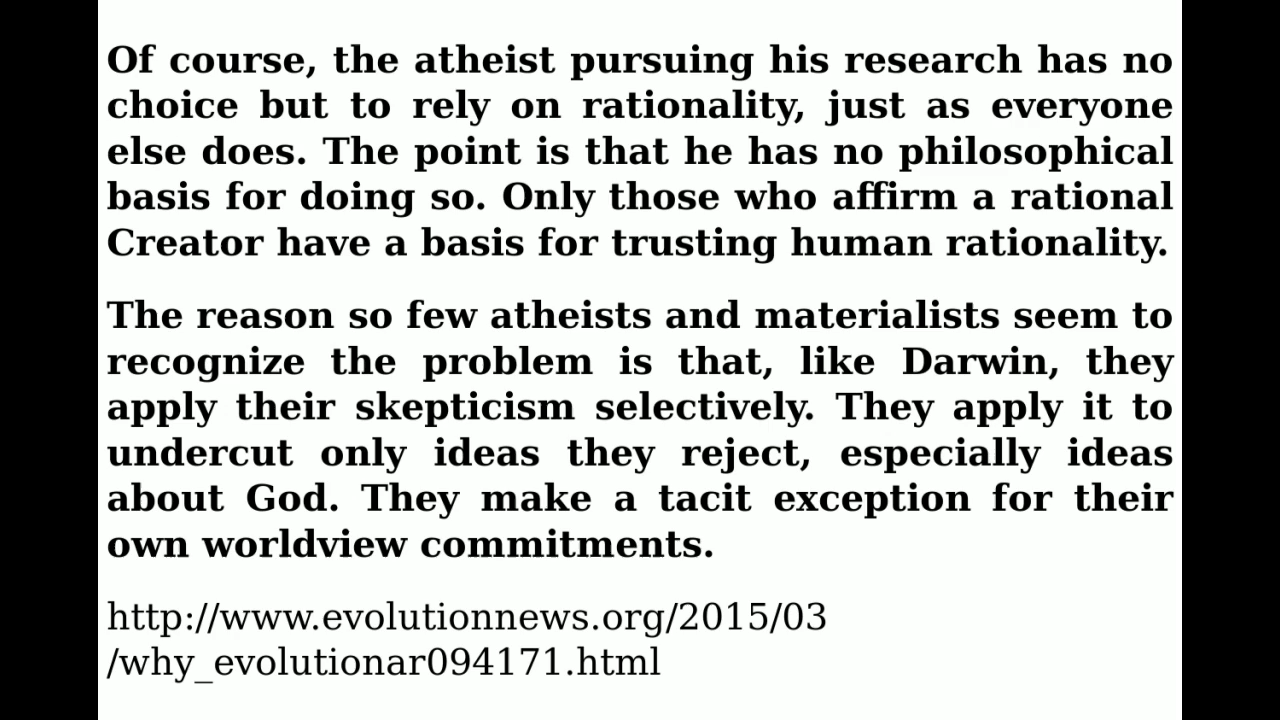 Of course, the atheist pursuing his research has no
choice but to rely on rationality, just as everyone
else does. The point is that he has no philosophical
basis for doing so. Only those who affirm a rational
Creator have a basis for trusting human rationality.
The reason so few atheists and materialists seem to
recognize the problem is that, like Darwin, they
apply their skepticism selectively. They apply it to
undercut only ideas they reject, especially ideas
about God. They make a tacit exception for their
own worldview commitments.
http://www.evolutionnews.org/2015/03
/why_evolutionar094171.html